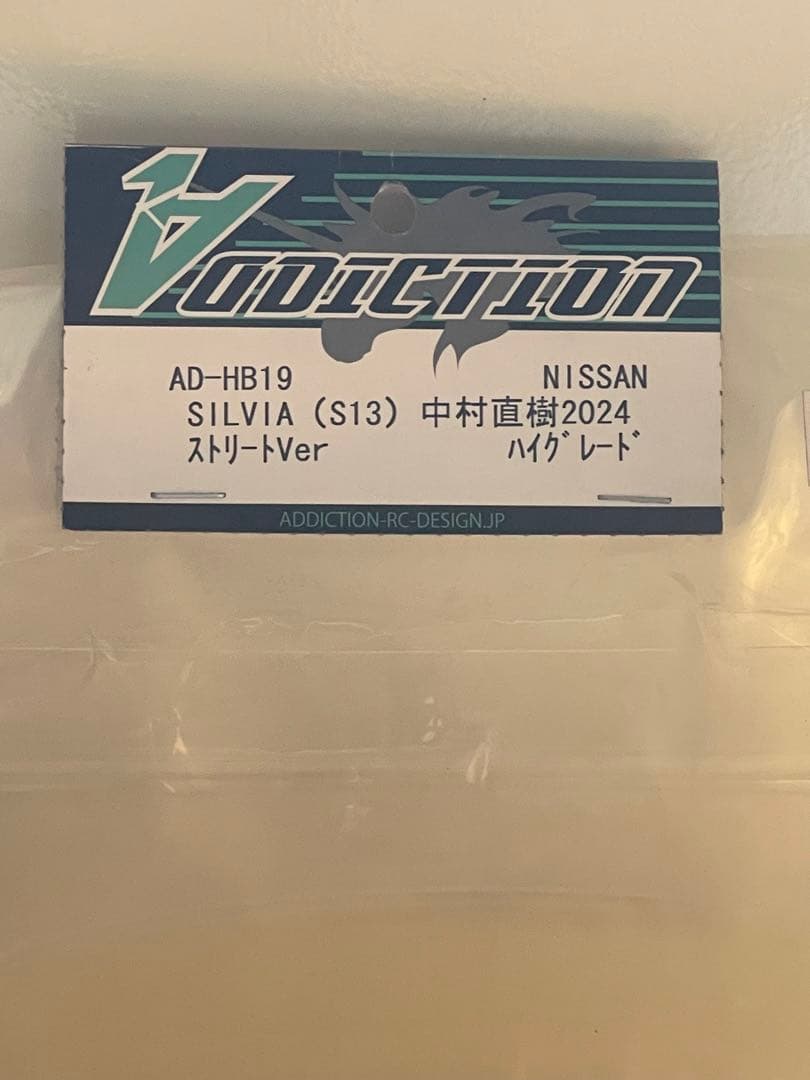 ADDICTION
AD-HB19 NISSAN
SILVIA (S13) 中村直樹2024
ｽﾄﾘｰﾄVer ﾊｲｸﾞﾚｰﾄﾞ
ADDICTION-RC-DESIGN.JP